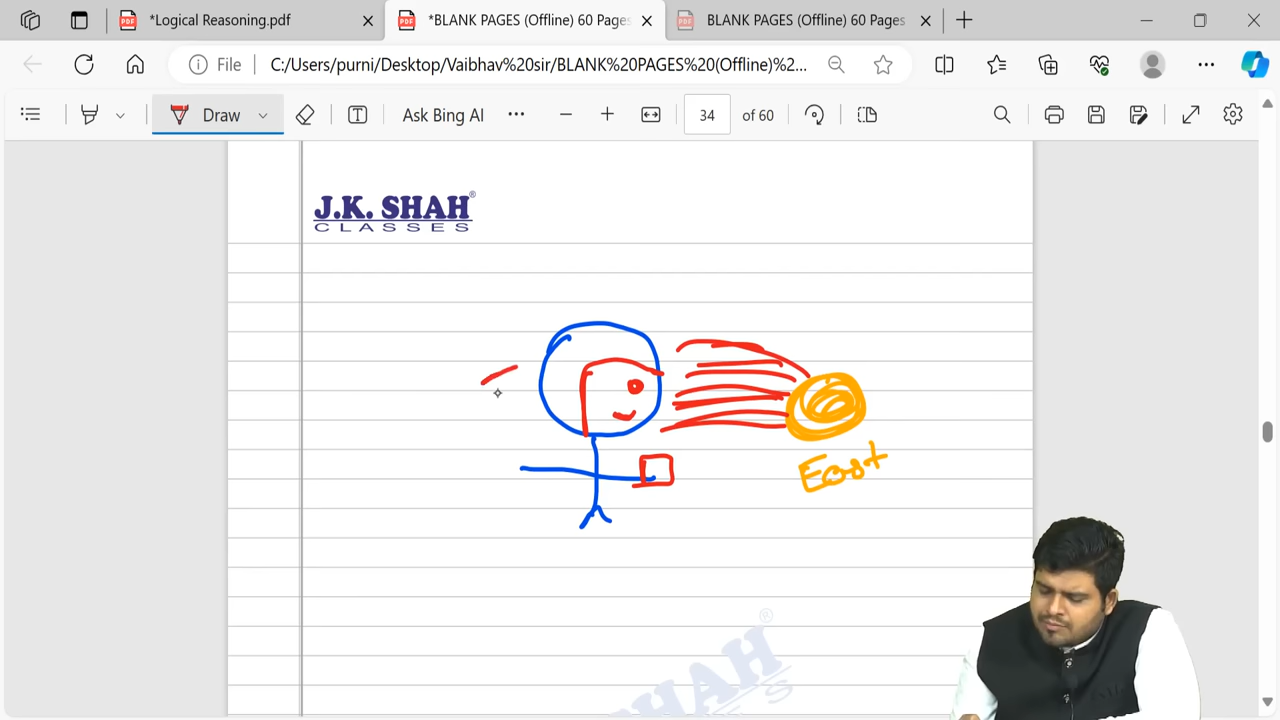 *Logical Reasoning.pdf
*BLANK PAGES (Offline) 60 Pages
BLANK PAGES (Offline) 60 Pages
File
C:/Users/purni/Desktop/Vaibhav%20sir/BLANK%20PAGES%20(Offline)%2...
Draw
Ask Bing AI
34
of 60
J.K. SHAH®
CLASSES
East
SHAH®
S